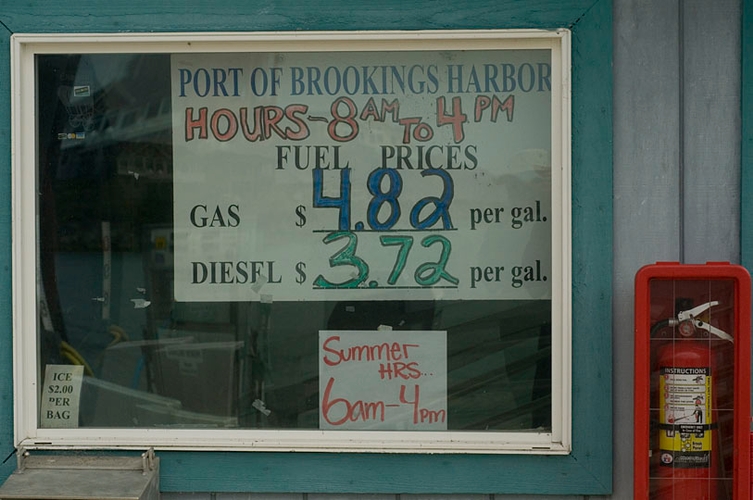 PORT OF BROOKINGS HARBOR
HOURS-8AM TO 4PM
FUEL PRICES
GAS $4.82 per gal.
DIESEL $3.72 per gal.
Summer
HRS...
6am-4pm
ICE
$2.00
PER
BAG
INSTRUCTIONS